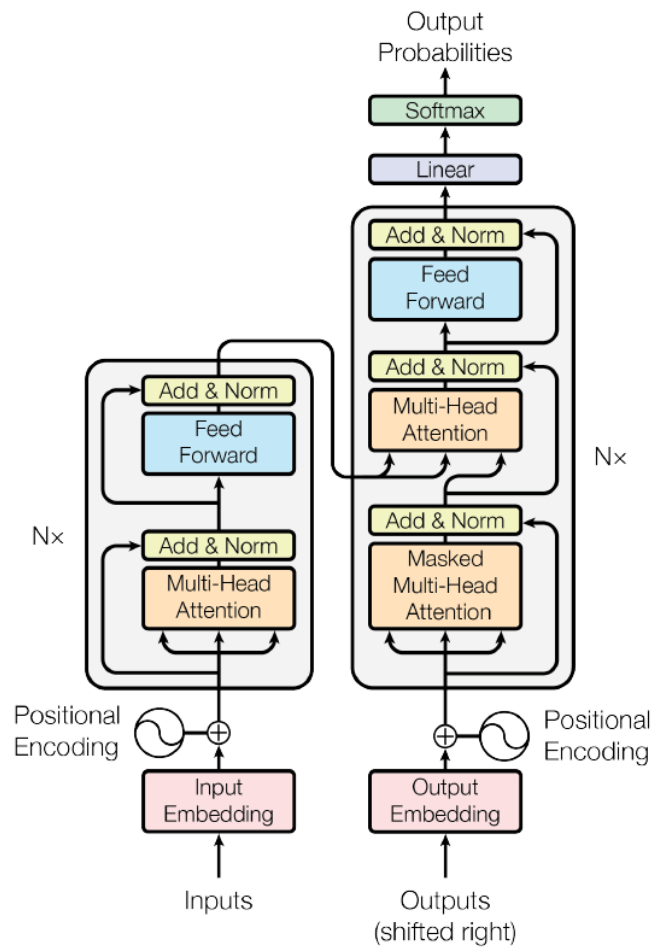 Output
Probabilities
Softmax
Linear
Add & Norm
Feed
Forward
Add & Norm
Multi-Head
Attention
Add & Norm
Masked
Multi-Head
Attention
Nx
Add & Norm
Feed
Forward
Add & Norm
Multi-Head
Attention
Nx
Positional
Encoding
Positional
Encoding
Input
Embedding
Output
Embedding
Inputs
Outputs
(shifted right)